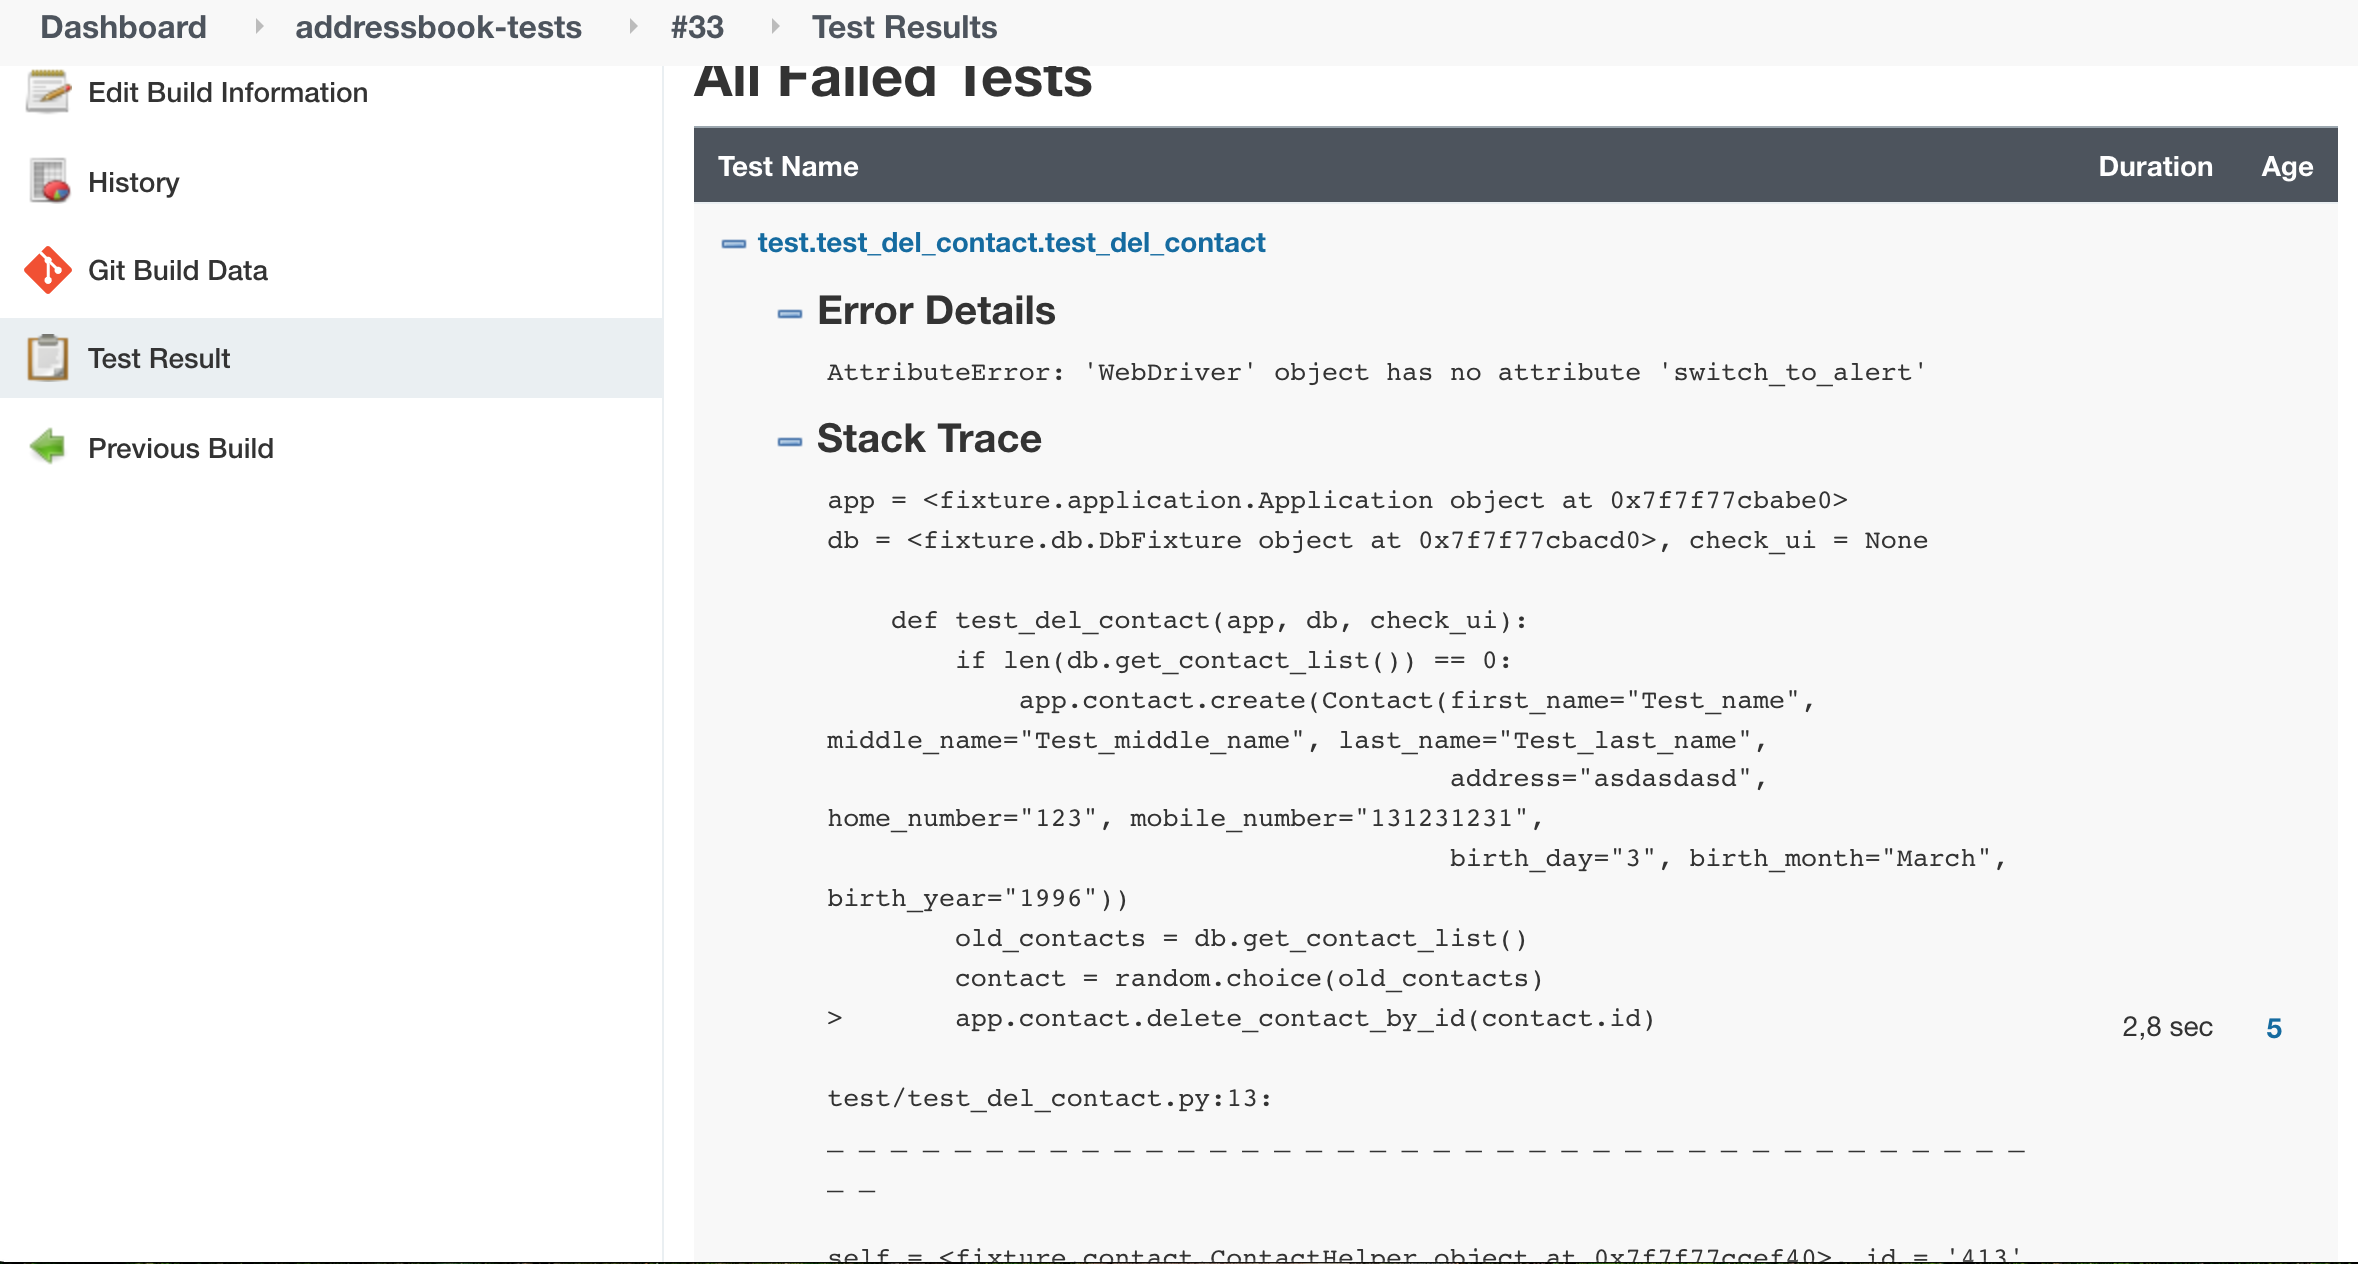 Dashboard addressbook-tests #33 Test Results
Edit Build Information
History
Git Build Data
Test Result
Previous Build
All Failed Tests
Test Name Duration Age
test.test_del_contact.test_del_contact
Error Details
AttributeError: 'WebDriver' object has no attribute 'switch_to_alert'
Stack Trace
app = <fixture.application.Application object at 0x7f7f77cbabe0>
db = <fixture.db.DbFixture object at 0x7f7f77cbacd0>, check_ui = None
def test_del_contact(app, db, check_ui):
if len(db.get_contact_list()) == 0:
app.contact.create(Contact(first_name="Test_name",
middle_name="Test_middle_name", last_name="Test_last_name",
address="asdasdasd",
home_number="123", mobile_number="131231231",
birth_day="3", birth_month="March",
birth_year="1996"))
old_contacts = db.get_contact_list()
contact = random.choice(old_contacts)
> app.contact.delete_contact_by_id(contact.id)
2,8 sec 5
test/test_del_contact.py:13:
_ _ _ _ _ _ _ _ _ _ _ _ _ _ _ _ _ _ _ _ _ _ _ _ _ _ _ _ _ _ _ _ _ _ _ _ _ _
_ _
self = <fixture.contact.ContactHelper object at 0x7f7f77ccef40>, id = '413'